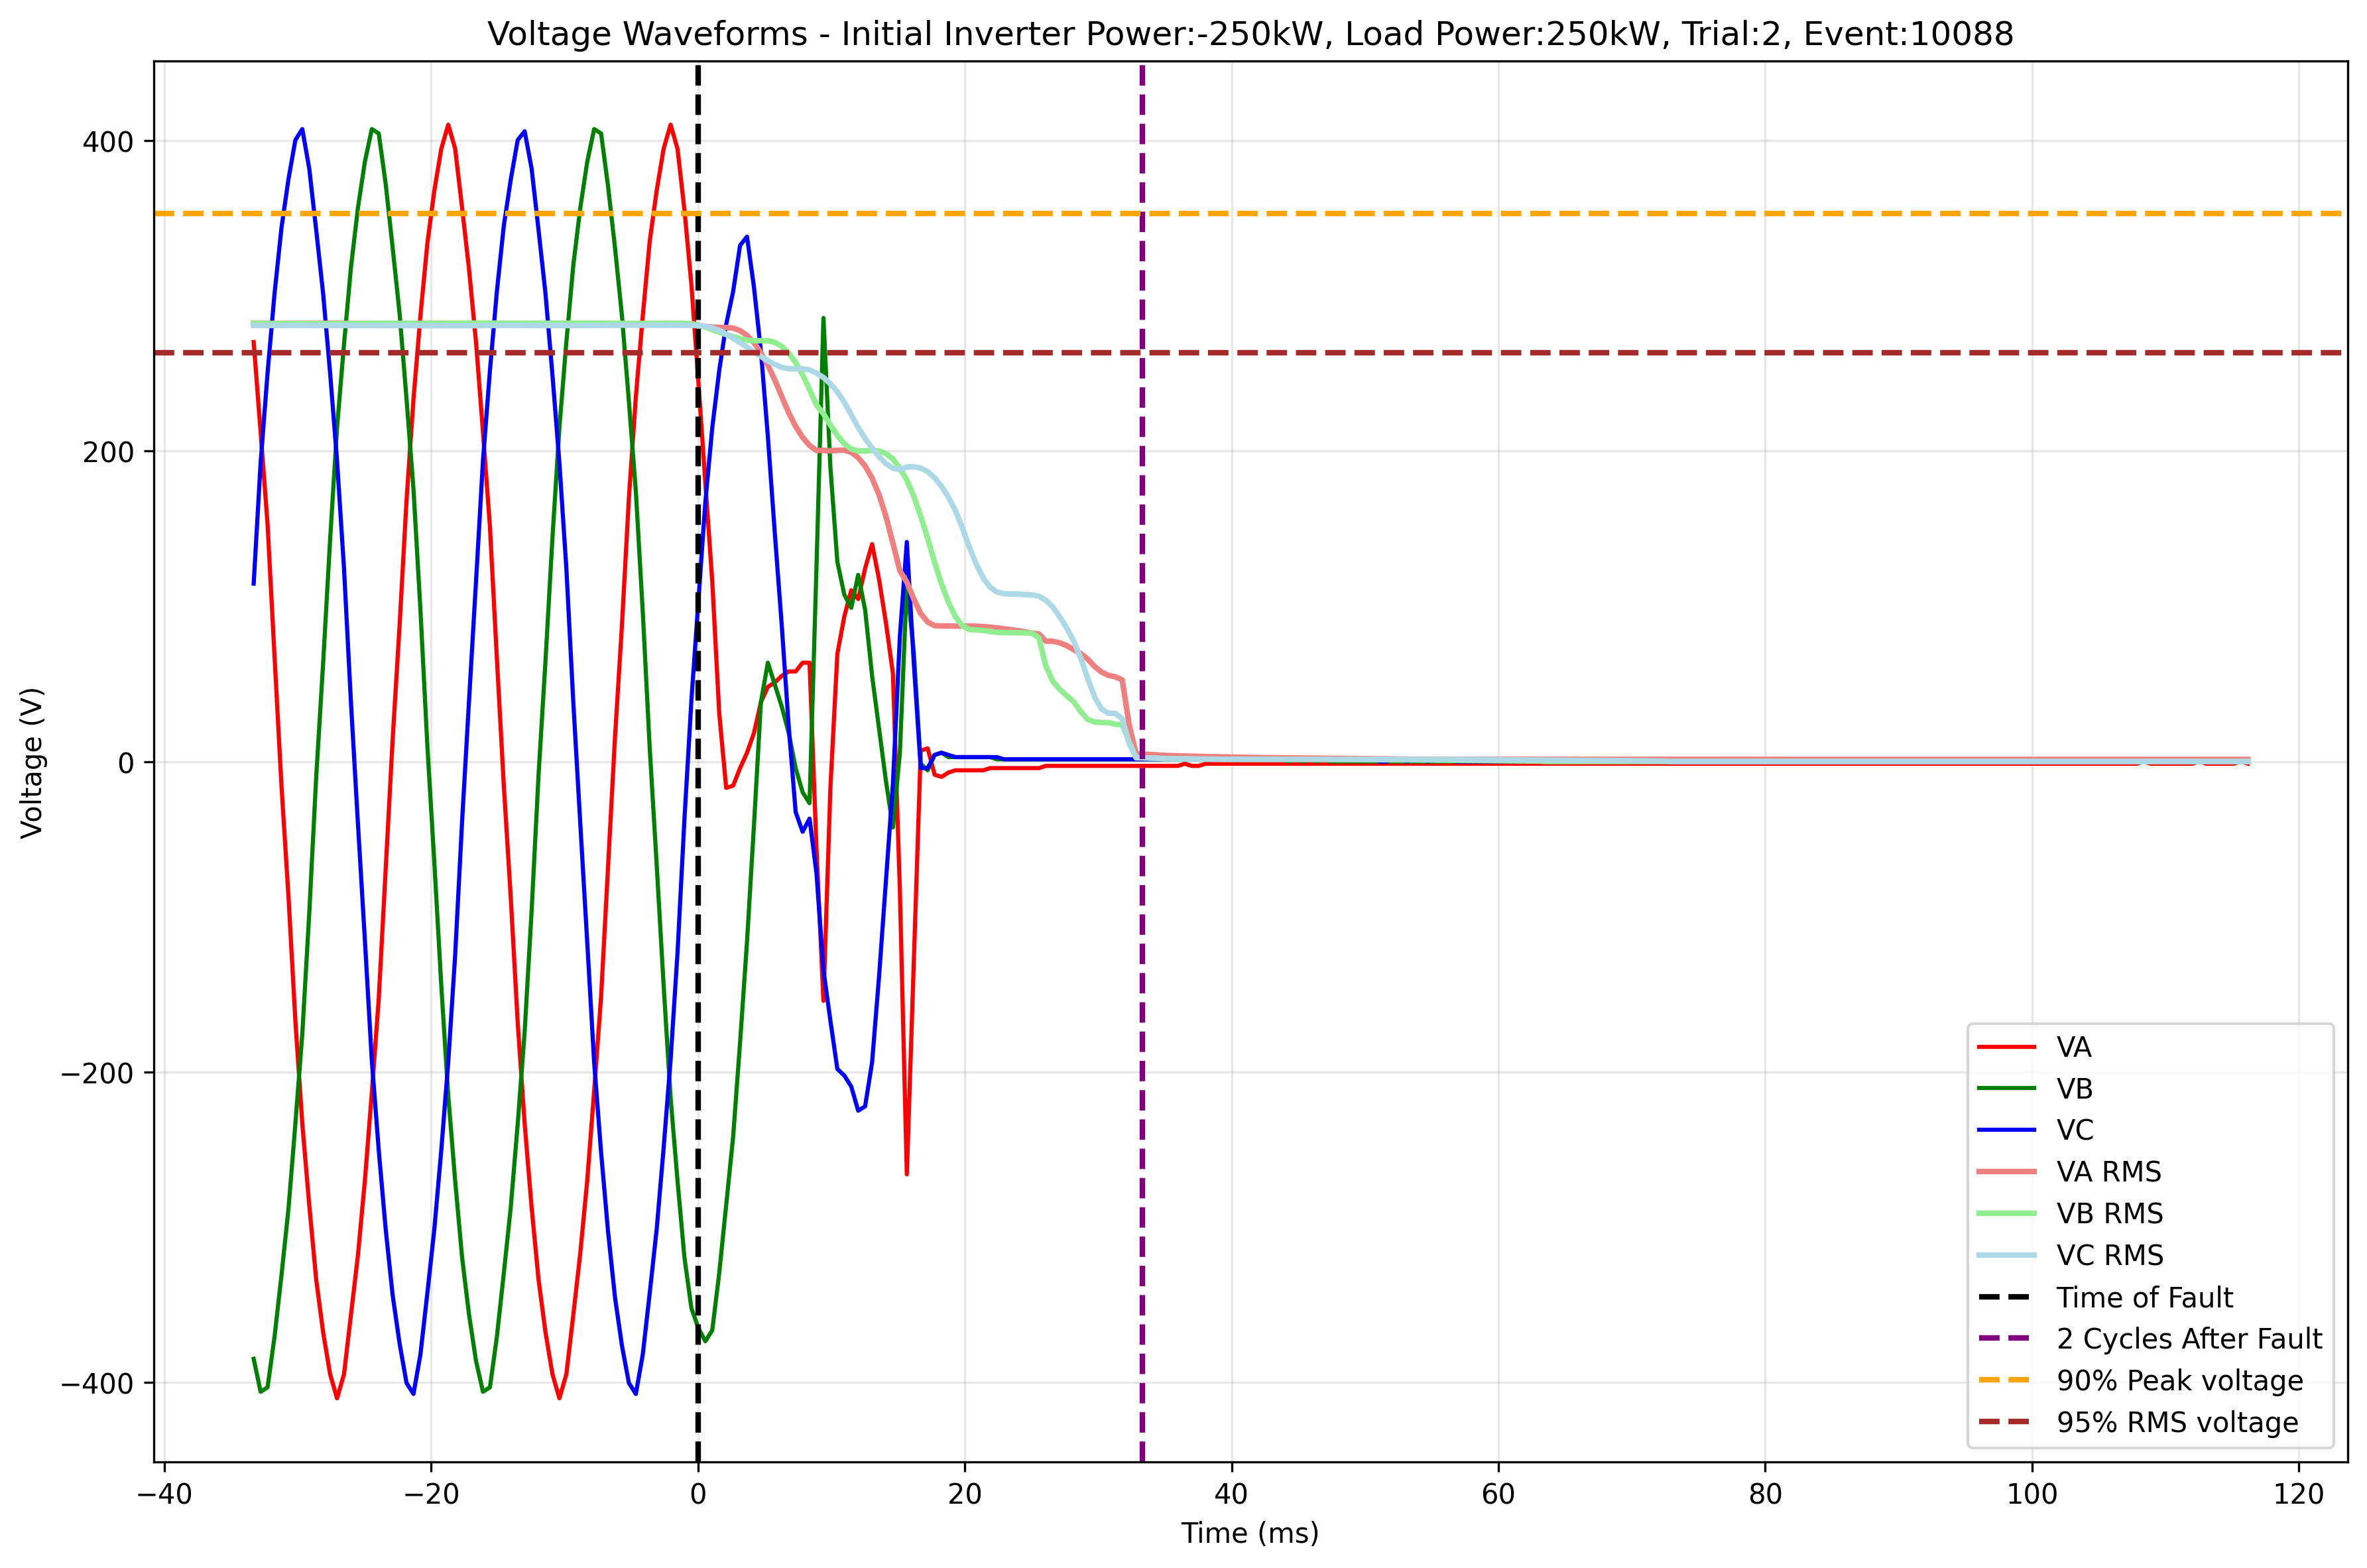 Voltage Waveforms - Initial Inverter Power:-250kW, Load Power:250kW, Trial:2, Event:10088
Voltage (V)
400
200
0
−200
−400
VA
VB
VC
VA RMS
VB RMS
VC RMS
Time of Fault
2 Cycles After Fault
90% Peak voltage
95% RMS voltage
−40 −20 0 20 40 60 80 100 120
Time (ms)